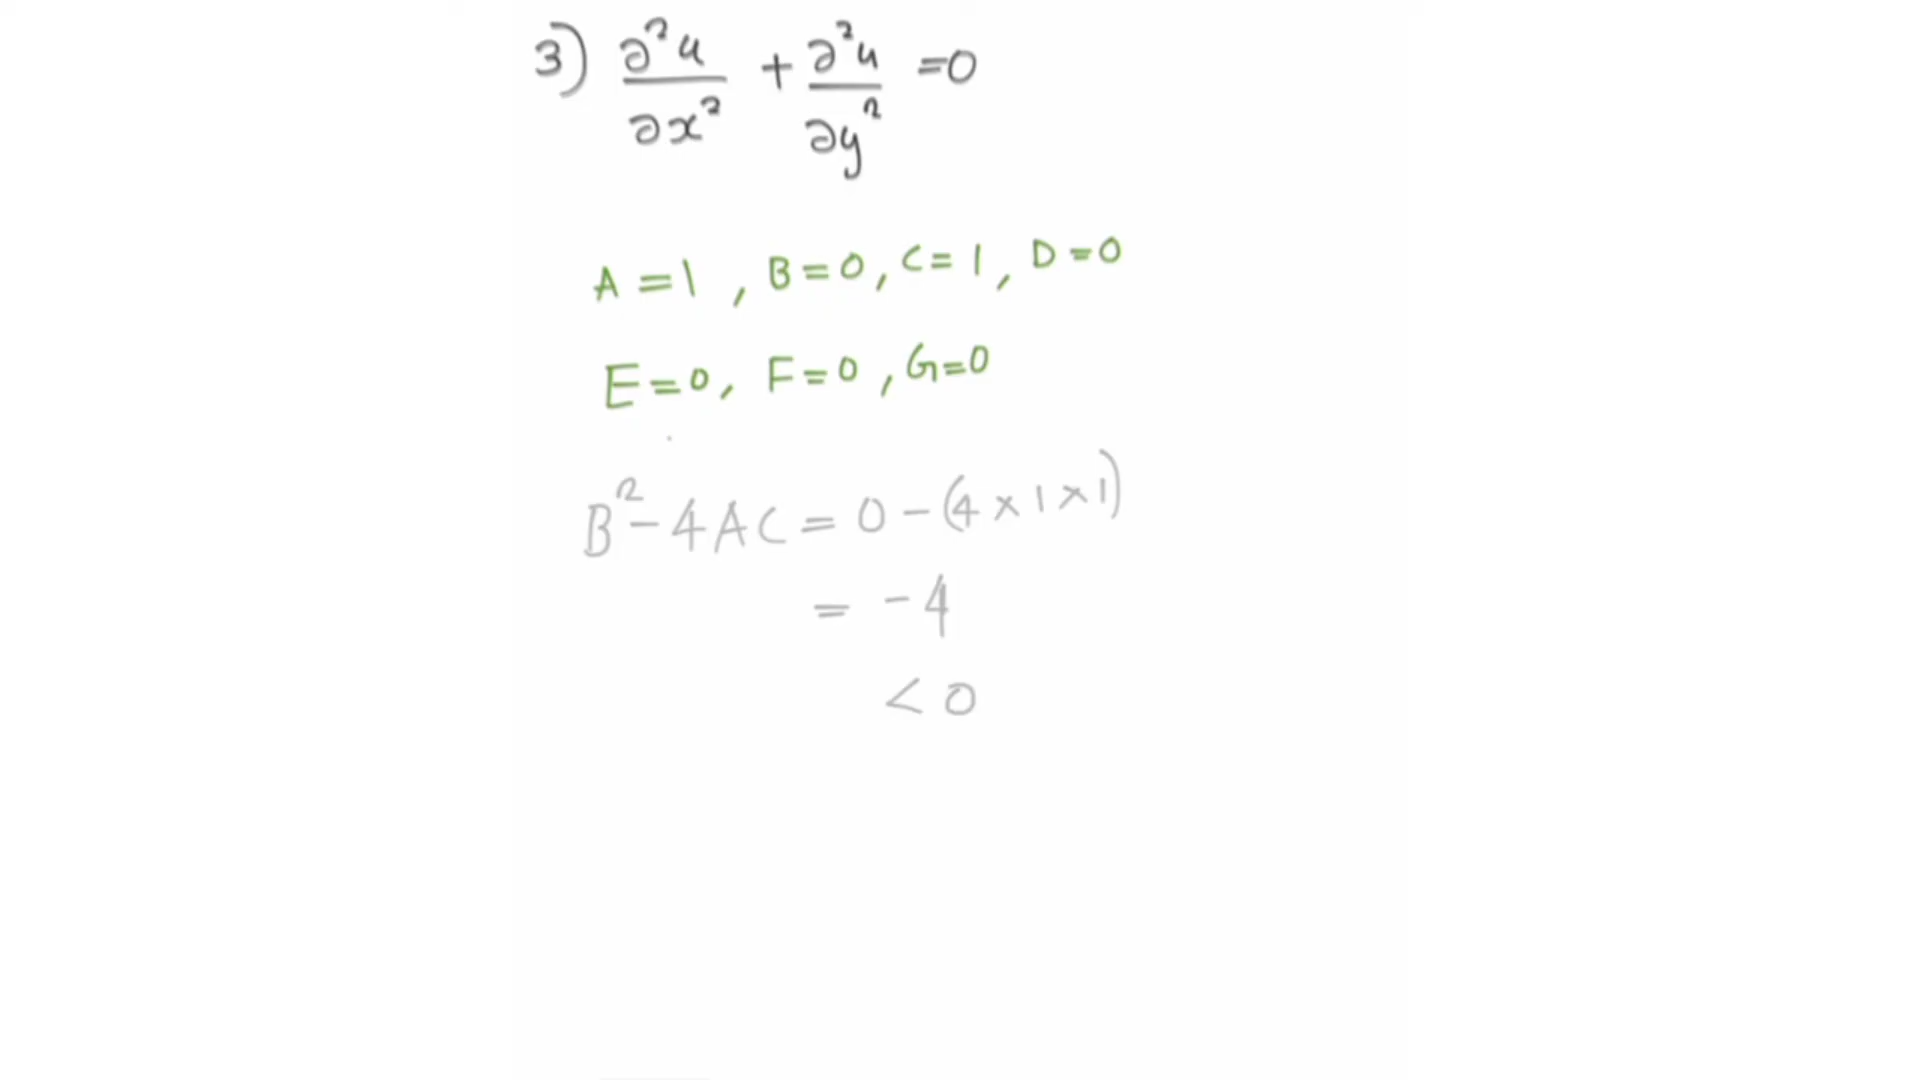 3) ∂²u/∂x² + ∂²u/∂y² =0
A=1 , B=0, C=1, D=0
E=0, F=0, G=0
B²-4AC = 0-(4×1×1)
= -4
<0